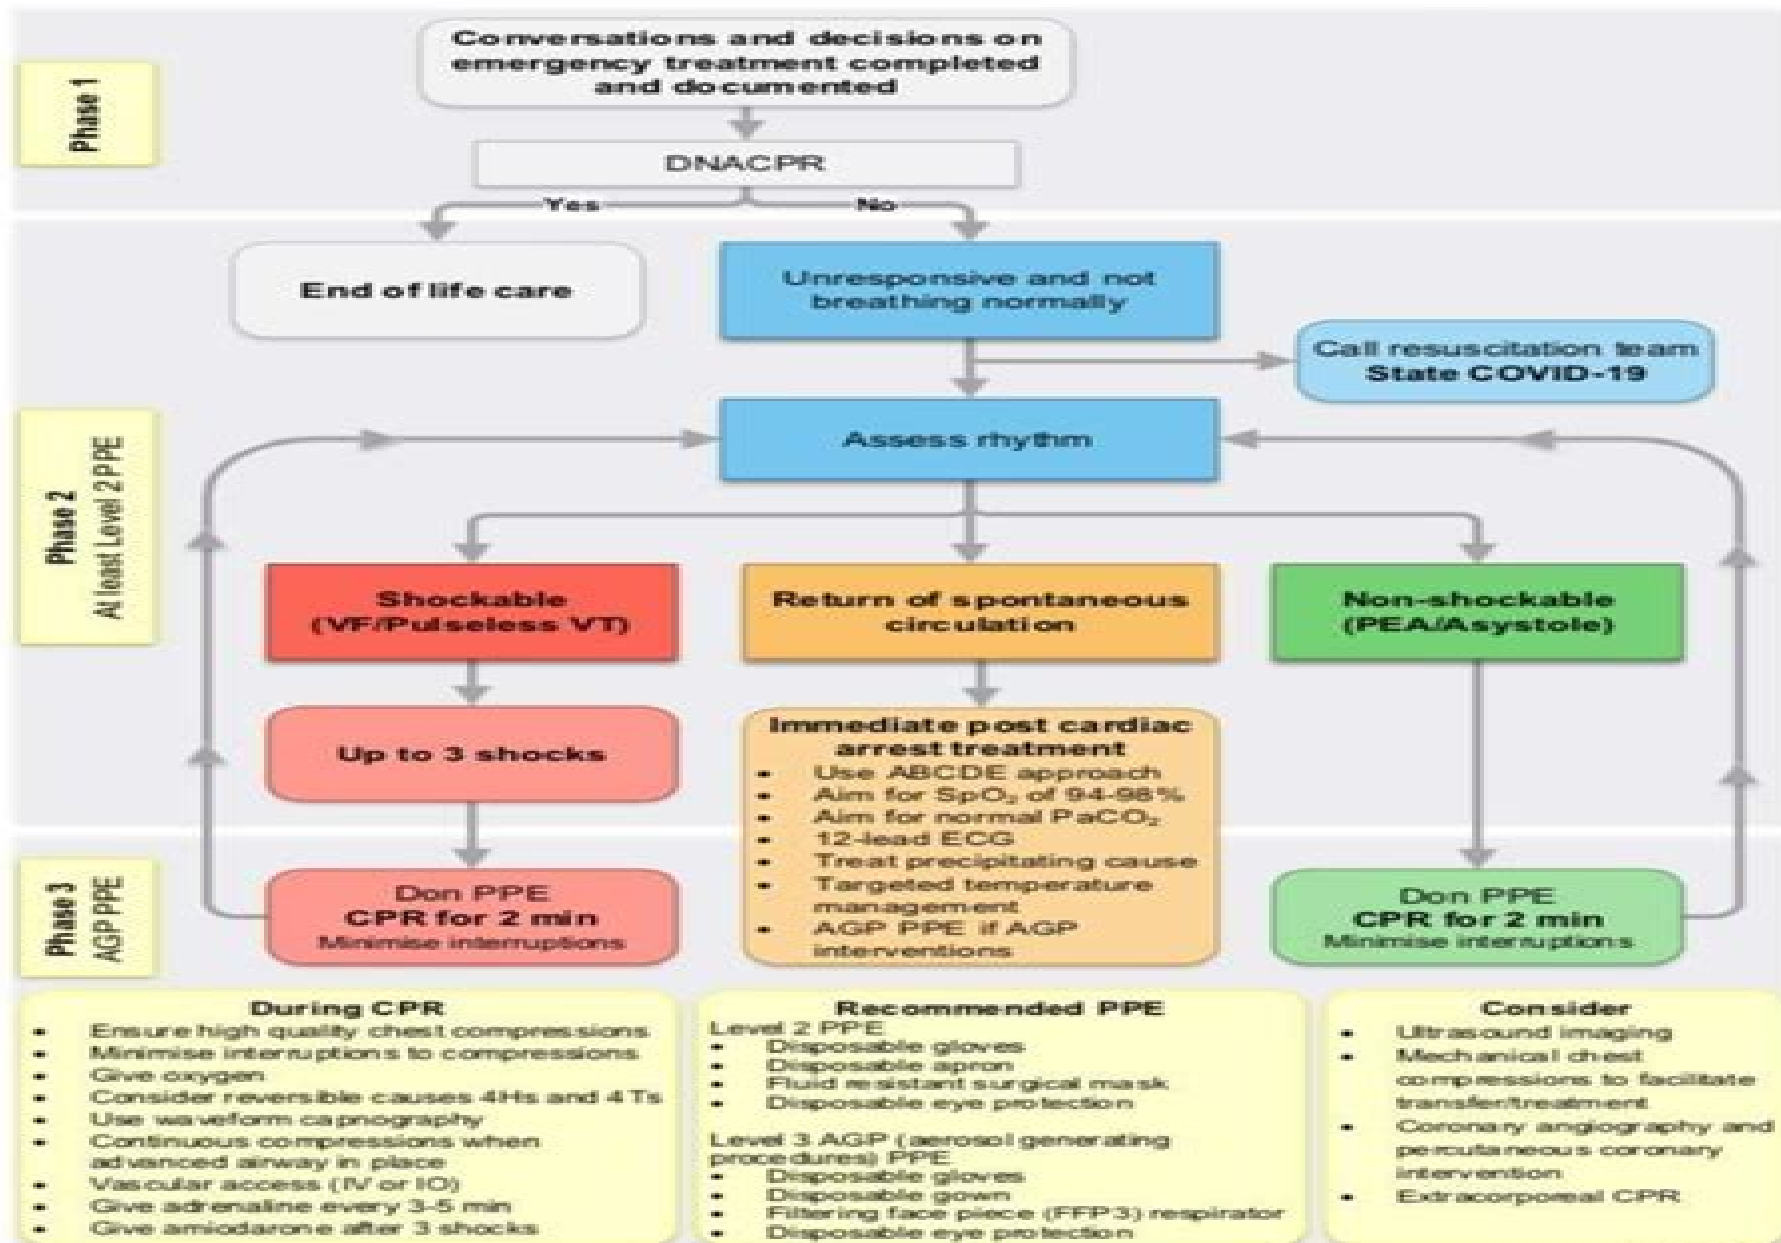 Phase 1
Conversations and decisions on
emergency treatment completed
and documented
DNACPR
Yes
No
Phase 2
At least Level 2 PPE
End of life care
Unresponsive and not
breathing normally
Call resuscitation team
State COVID-19
Assess rhythm
Shockable
(VF/Pulseless VT)
Return of spontaneous
circulation
Non-shockable
(PEA/Asystole)
Up to 3 shocks
Immediate post cardiac
arrest treatment
• Use ABCDE approach
• Aim for SpO₂ of 94-98%
• Aim for normal PaCO₂
• 12-lead ECG
• Treat precipitating cause
• Targeted temperature
management
• AGP PPE if AGP
interventions
Phase 3
AGP PPE
Don PPE
CPR for 2 min
Minimise interruptions
Don PPE
CPR for 2 min
Minimise interruptions
During CPR
• Ensure high quality chest compressions
• Minimise interruptions to compressions
• Give oxygen
• Consider reversible causes 4Hs and 4Ts
• Use waveform capnography
• Continuous compressions when
advanced airway in place
• Vascular access (IV or IO)
• Give adrenaline every 3-5 min
• Give amiodarone after 3 shocks
Recommended PPE
Level 2 PPE
• Disposable gloves
• Disposable apron
• Fluid resistant surgical mask
• Disposable eye protection
Level 3 AGP (aerosol generating
procedures) PPE
• Disposable gloves
• Disposable gown
• Filtering face piece (FFP3) respirator
• Disposable eye protection
Consider
• Ultrasound imaging
• Mechanical chest
compressions to facilitate
transfer/treatment
• Coronary angiography and
percutaneous coronary
intervention
• Extracorporeal CPR